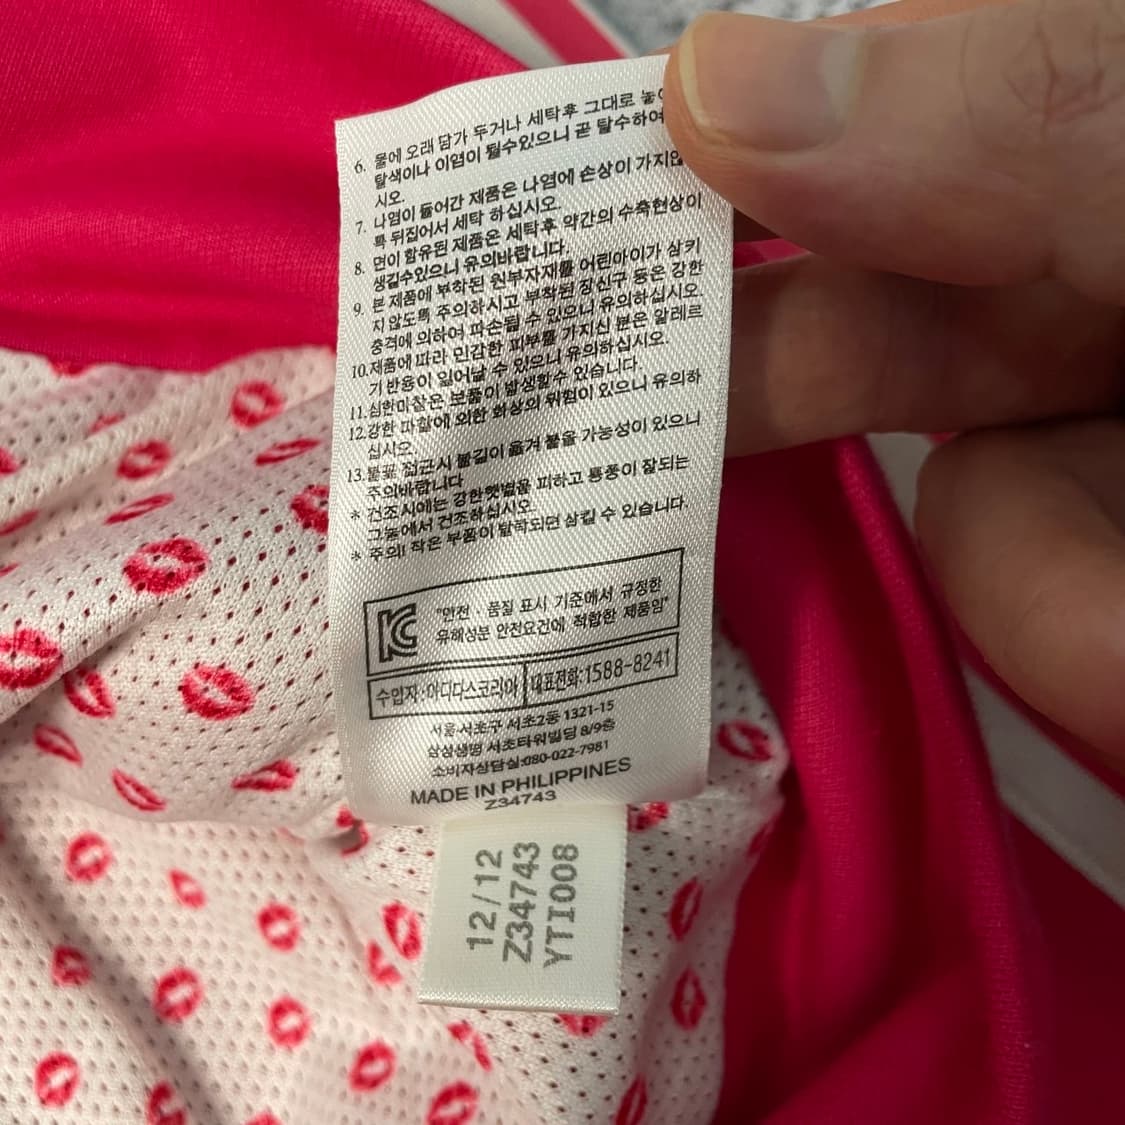 물에 오래 담가 두거나 세탁후 그대로
6. 탈색이나 이염이 될수있으니 곧 탈수하여
시오.
7. 나염이 들어간 제품은 나염에 손상이 가지않
록 뒤집어서 세탁 하십시오.
8. 면이 함유된 제품은 세탁후 약간의 수축현상이
생길수있으니 유의바랍니다.
9. 본 제품에 부착된 원부자재를 어린아이가 삼키
지 않도록 주의하시고 부착된 장신구 등은 강한
충격에 의하여 파손될 수 있으니 유의하십시오.
10.제품에 따라 민감한 피부를 가지신 분은 알레르
기 반응이 일어날 수 있으니 유의하십시오.
11.심한마찰은 보풀이 발생할수 있습니다.
12.강한 마찰에 의한 화상의 위험이 있으니 유의하
십시오.
13.불꽃 접근시 불길이 옮겨 붙을 가능성이 있으니
주의바랍니다
* 건조 시에는 강한햇볕을 피하고 통풍이 잘되는
그늘에서 건조하십시오.
* 주의! 작은 부품이 탈락되면 삼킬 수 있습니다.
KC "안전 · 품질 표시 기준에서 규정한
유해성분 안전요건에 적합한 제품임"
수입자:아디다스코리아 대표전화:1588-8241
서울서초구 서초2동 1321-15
삼성생명 서초타워빌딩 8/9층
소비자상담실:080-022-7981
MADE IN PHILIPPINES
Z34743
12/12
Z34743
YTI008